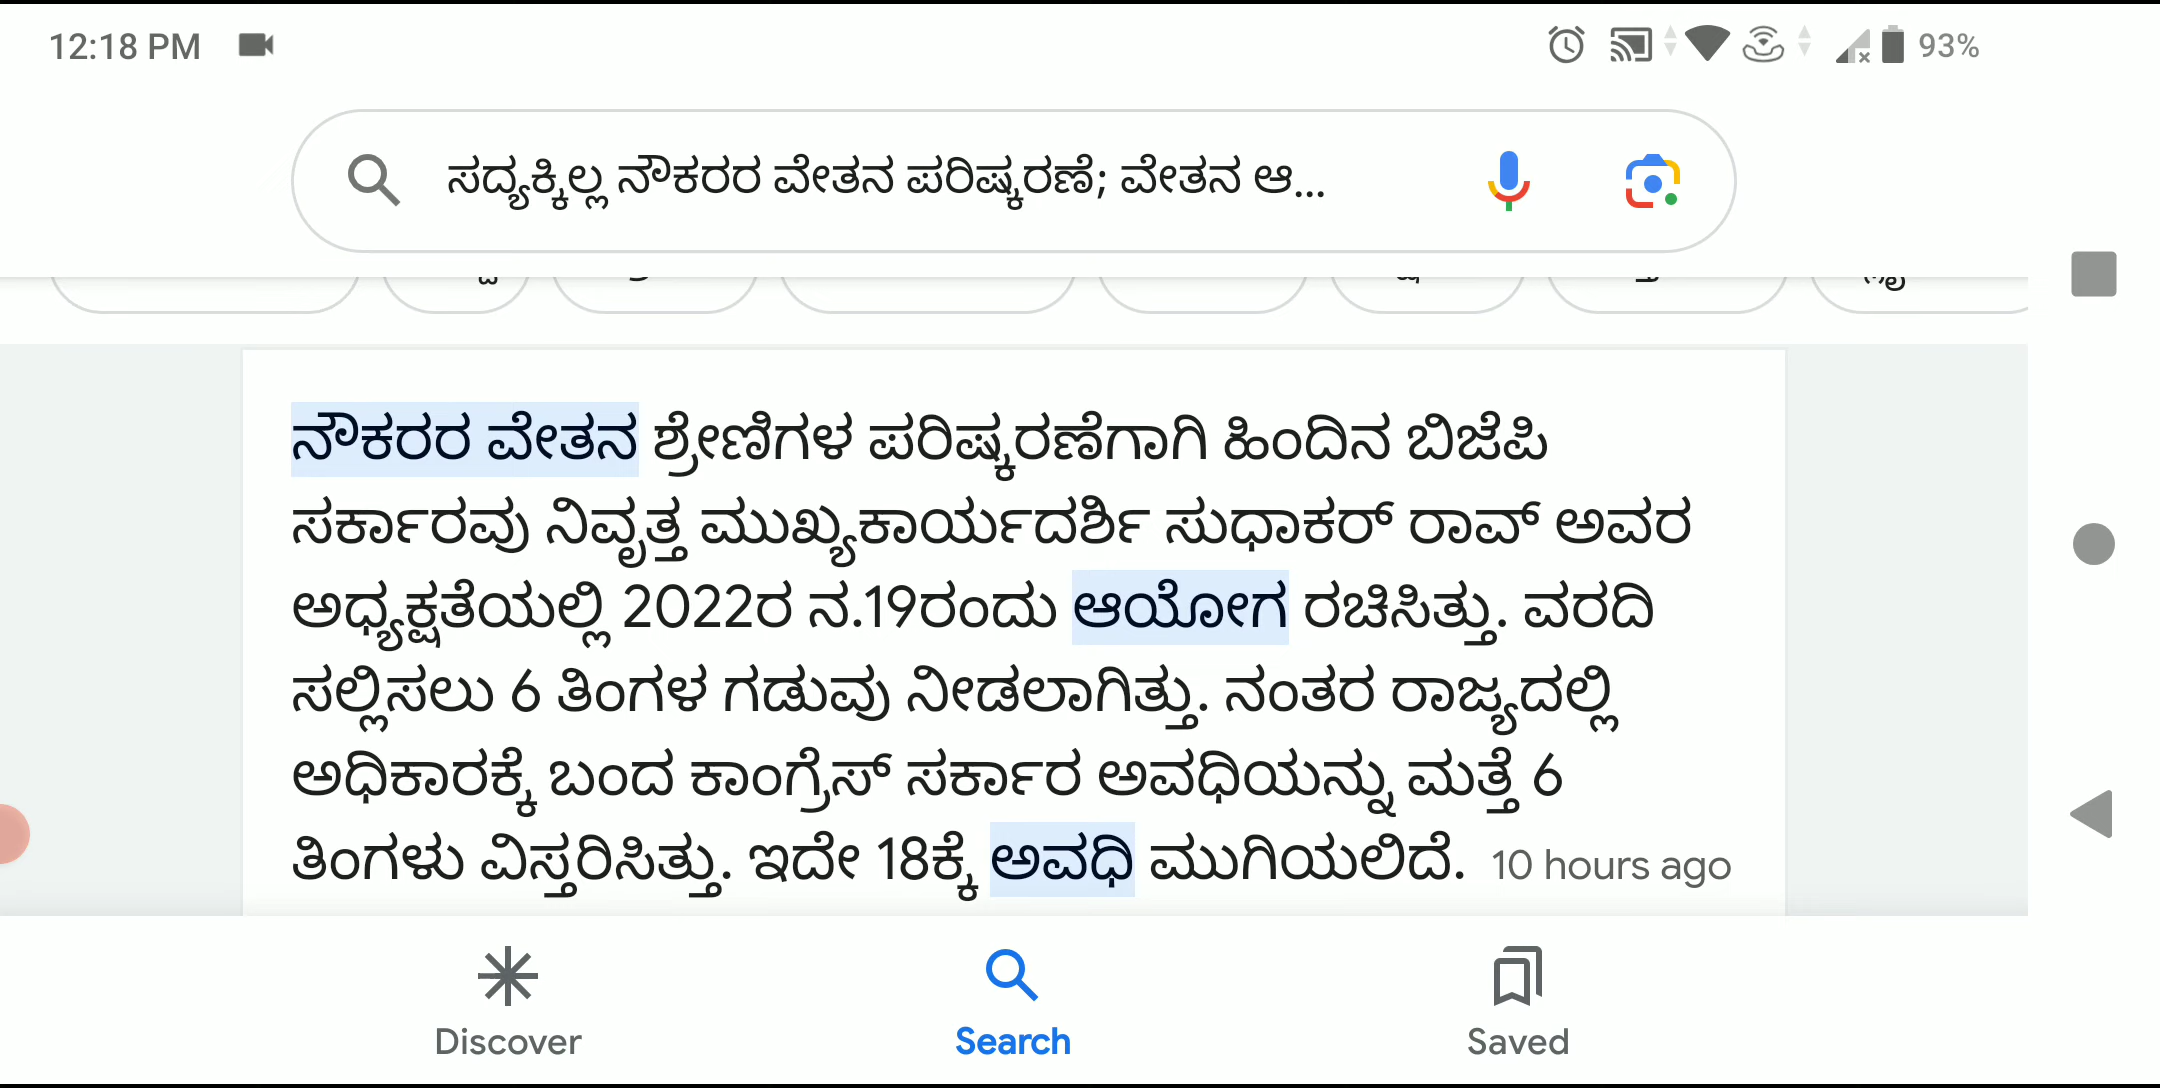 12:18 PM
93%
ಸದ್ಯಕ್ಕಿಲ್ಲ ನೌಕರರ ವೇತನ ಪರಿಷ್ಕರಣೆ; ವೇತನ ಆ...
ನೌಕರರ ವೇತನ ಶ್ರೇಣಿಗಳ ಪರಿಷ್ಕರಣೆಗಾಗಿ ಹಿಂದಿನ ಬಿಜೆಪಿ
ಸರ್ಕಾರವು ನಿವೃತ್ತ ಮುಖ್ಯಕಾರ್ಯದರ್ಶಿ ಸುಧಾಕರ್ ರಾವ್ ಅವರ
ಅಧ್ಯಕ್ಷತೆಯಲ್ಲಿ 2022ರ ನ.19ರಂದು ಆಯೋಗ ರಚಿಸಿತ್ತು. ವರದಿ
ಸಲ್ಲಿಸಲು 6 ತಿಂಗಳ ಗಡುವು ನೀಡಲಾಗಿತ್ತು. ನಂತರ ರಾಜ್ಯದಲ್ಲಿ
ಅಧಿಕಾರಕ್ಕೆ ಬಂದ ಕಾಂಗ್ರೆಸ್ ಸರ್ಕಾರ ಅವಧಿಯನ್ನು ಮತ್ತೆ 6
ತಿಂಗಳು ವಿಸ್ತರಿಸಿತ್ತು. ಇದೇ 18ಕ್ಕೆ ಅವಧಿ ಮುಗಿಯಲಿದೆ. 10 hours ago
Discover
Search
Saved